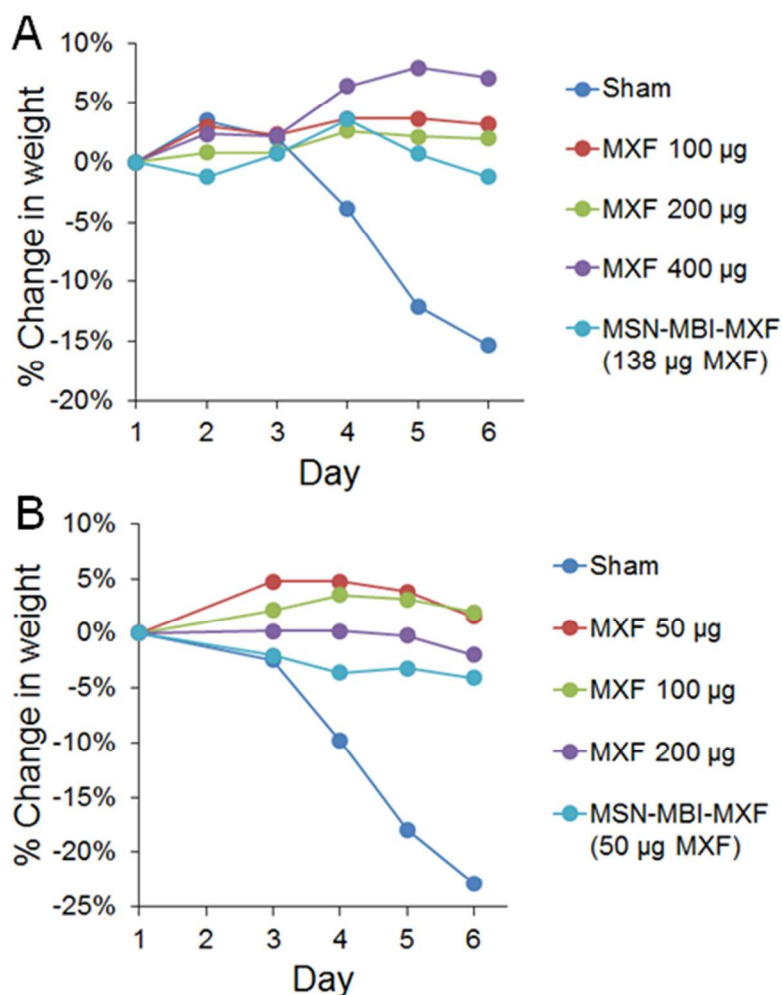 A
10%
5%
0%
-5%
-10%
-15%
-20%
% Change in weight
1 2 3 4 5 6
Day
Sham
MXF 100 µg
MXF 200 µg
MXF 400 µg
MSN-MBI-MXF
(138 µg MXF)
B
10%
5%
0%
-5%
-10%
-15%
-20%
-25%
% Change in weight
1 2 3 4 5 6
Day
Sham
MXF 50 µg
MXF 100 µg
MXF 200 µg
MSN-MBI-MXF
(50 µg MXF)